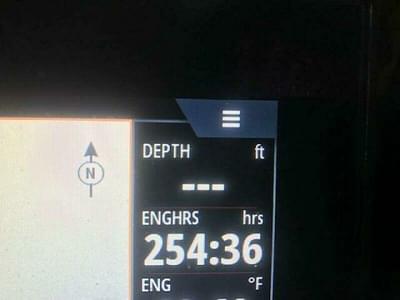 DEPTH ft
---
N
ENGHRS hrs
254:36
ENG °F